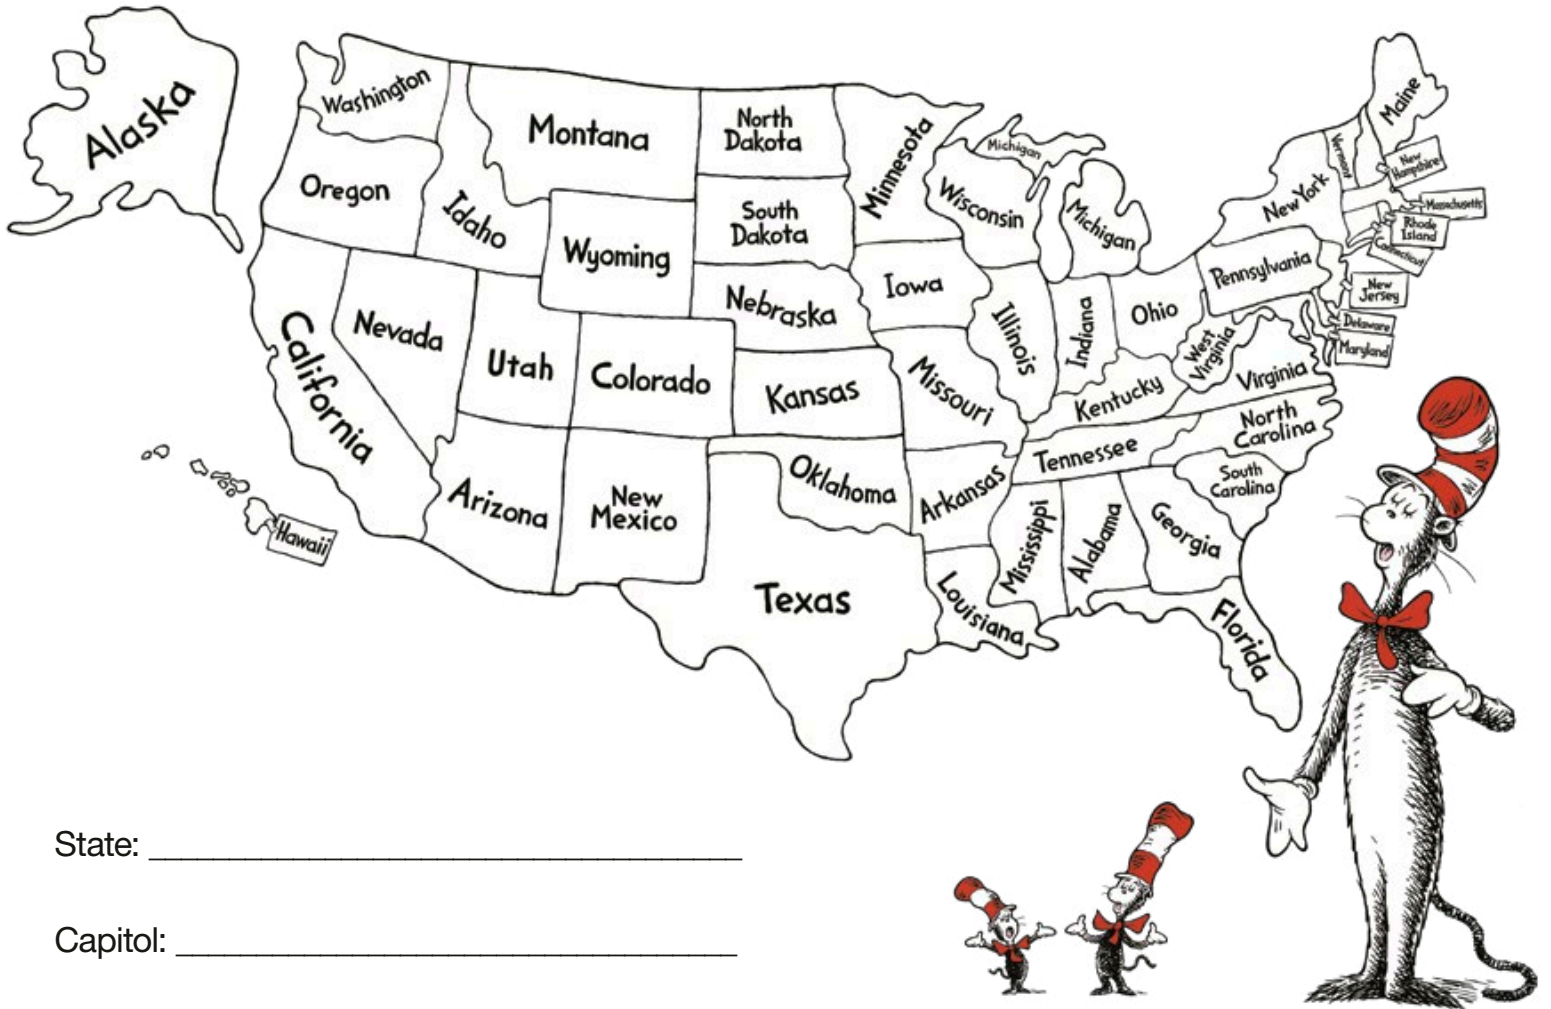 Alaska
Washington
Oregon
Idaho
Montana
Wyoming
North
Dakota
South
Dakota
Nebraska
Minnesota
Iowa
Wisconsin
Michigan
Michigan
Illinois
Indiana
Ohio
Pennsylvania
New York
Vermont
Maine
New
Hampshire
Massachusetts
Rhode
Island
Connecticut
New
Jersey
Delaware
Maryland
West
Virginia
Virginia
Kentucky
North
Carolina
South
Carolina
Tennessee
Missouri
Kansas
Colorado
Utah
Nevada
California
Arizona
New
Mexico
Oklahoma
Arkansas
Texas
Louisiana
Mississippi
Alabama
Georgia
Florida
Hawaii
State:
Capitol: